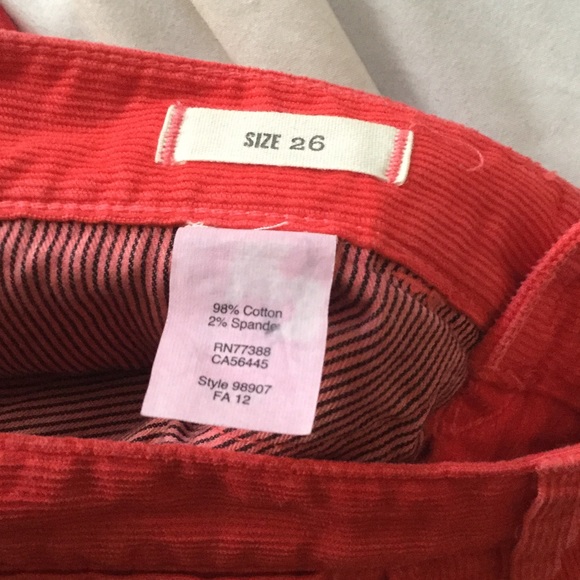 SIZE 26
98% Cotton
2% Spandex
RN77388
CA56445
Style 98907
FA 12